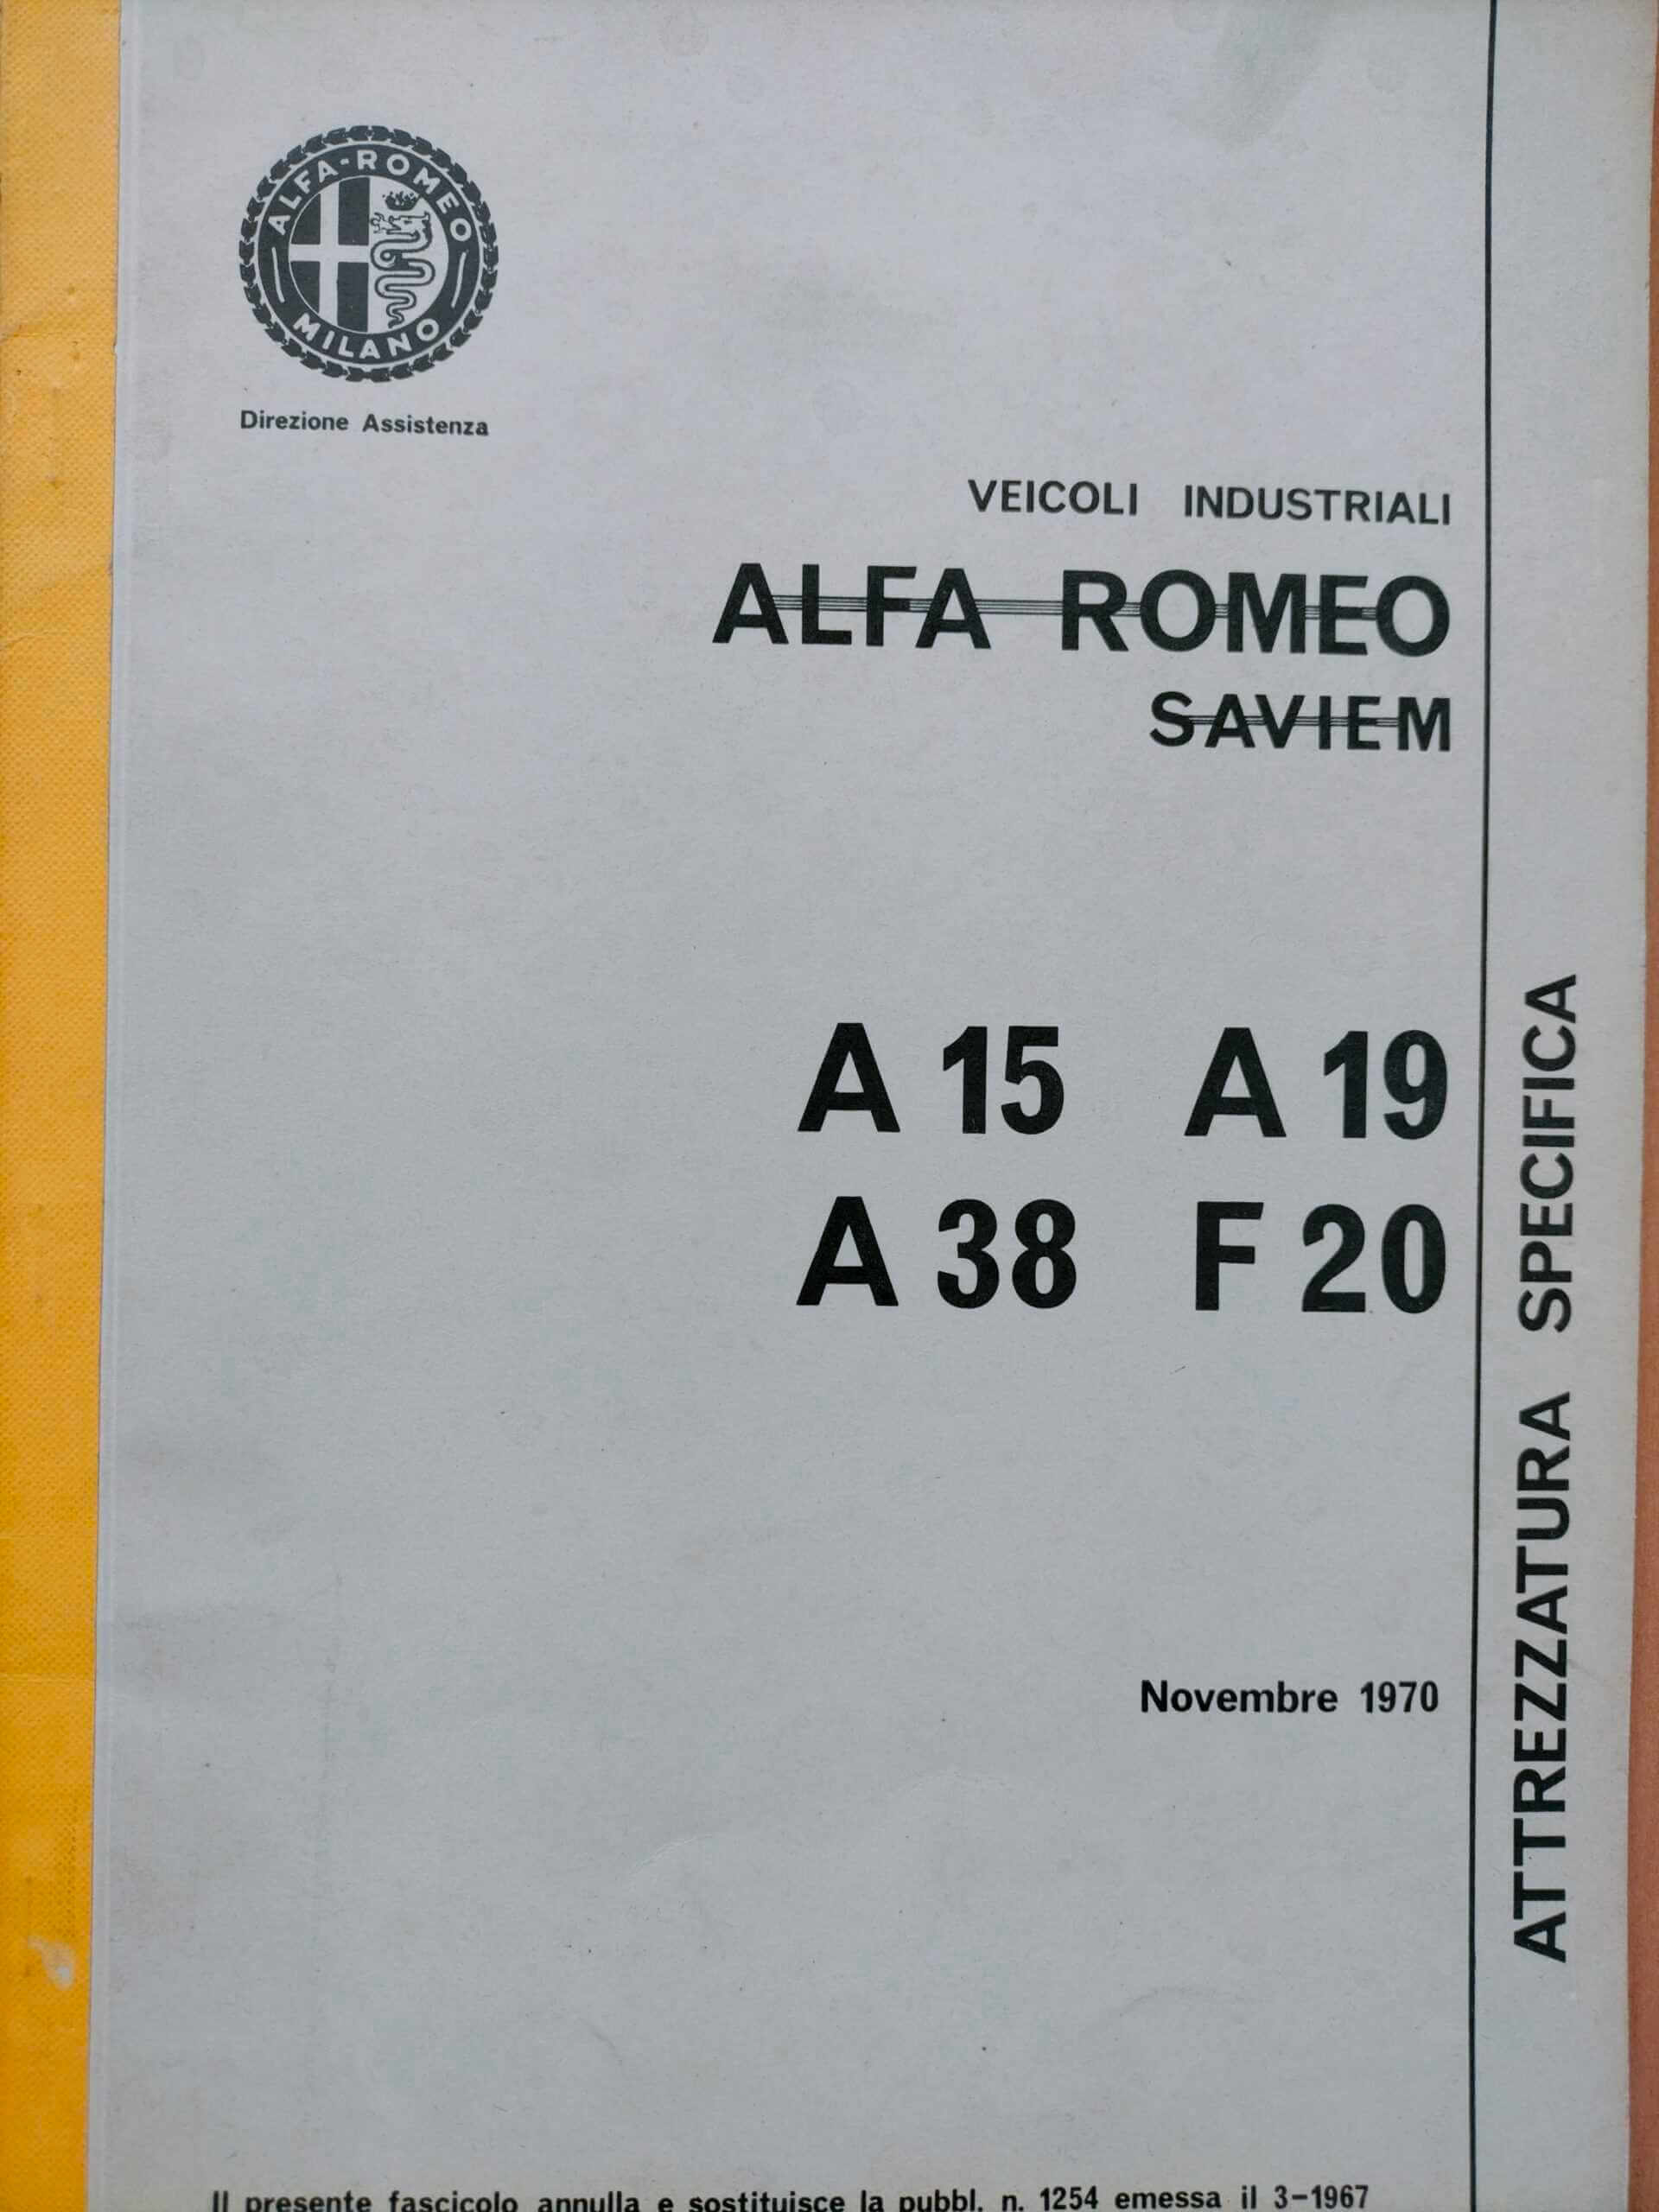 ALFA-ROMEO
MILANO
Direzione Assistenza
VEICOLI INDUSTRIALI
ALFA ROMEO
SAVIEM
A 15 A 19
A 38 F 20
Novembre 1970
ATTREZZATURA SPECIFICA
Il presente fascicolo annulla e sostituisce la pubbl. n. 1254 emessa il 3-1967